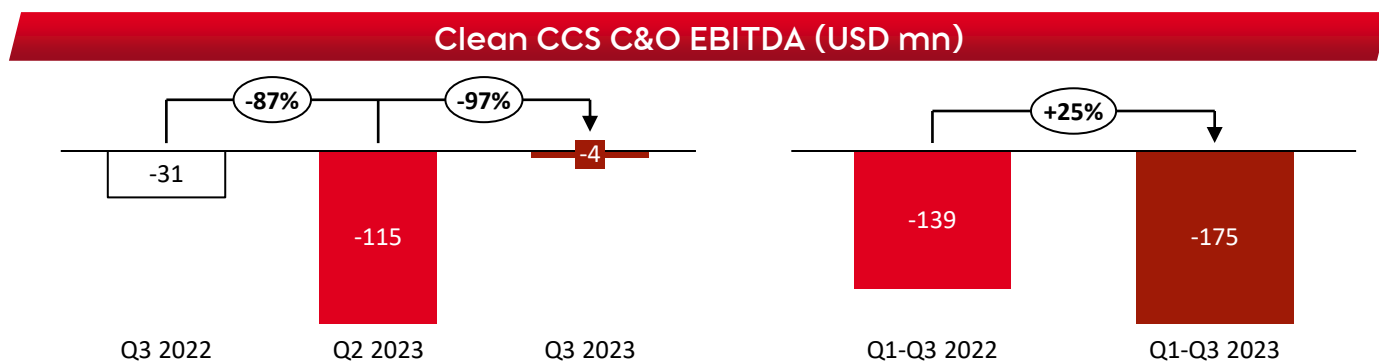 Clean CCS C&O EBITDA (USD mn)
-87%
-97%
+25%
-31
-115
-4
-139
-175
Q3 2022
Q2 2023
Q3 2023
Q1-Q3 2022
Q1-Q3 2023